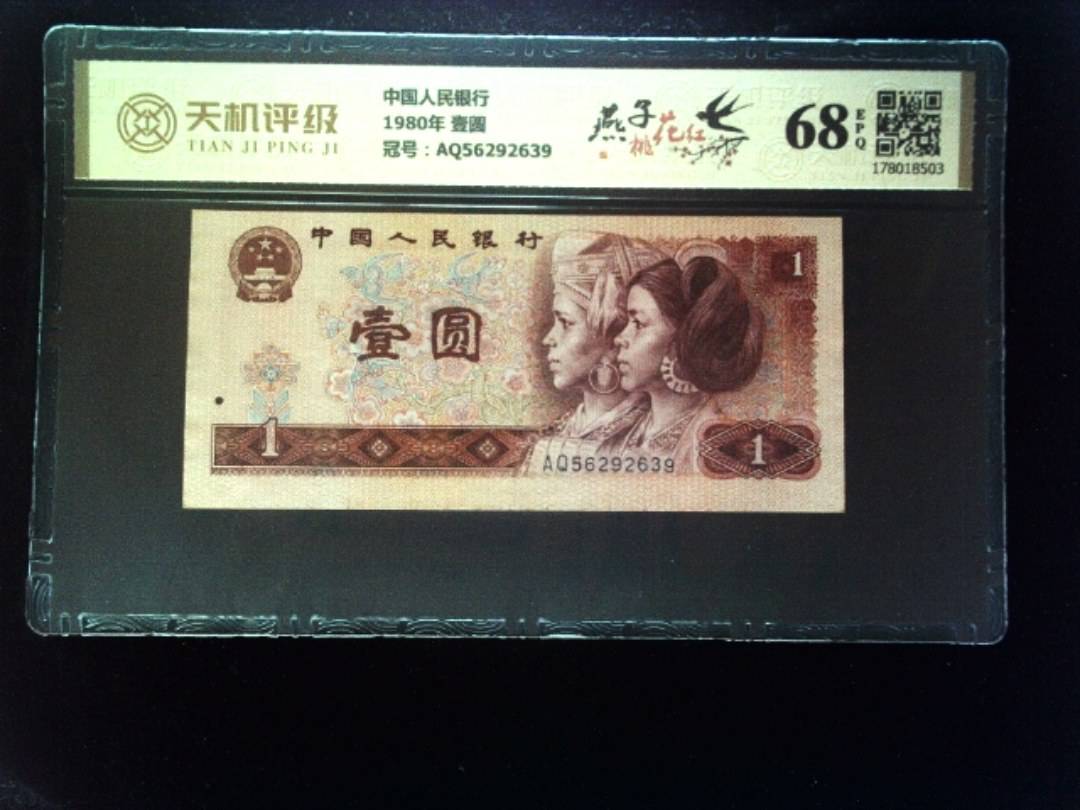 天机评级
TIAN JI PING JI
中国人民银行
1980年 壹圆
冠号：AQ56292639
燕子
桃花红
68
EPQ
178018503
中国人民银行
1
壹圆
1
AQ56292639
1